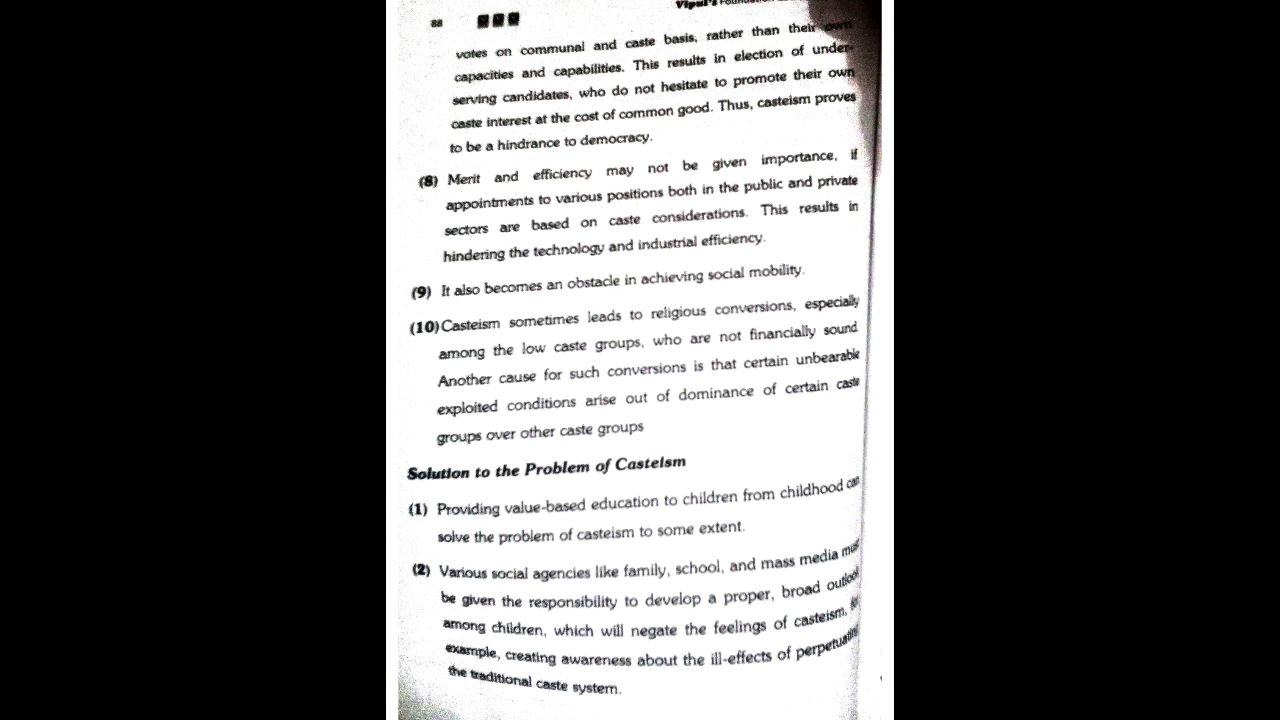 88
Vipul's
votes on communal and caste basis, rather than their own
capacities and capabilities. This results in election of under-
serving candidates, who do not hesitate to promote their own
caste interest at the cost of common good. Thus, casteism proves
to be a hindrance to democracy.
(8) Merit and efficiency may not be given importance, if
appointments to various positions both in the public and private
sectors are based on caste considerations. This results in
hindering the technology and industrial efficiency.
(9) It also becomes an obstacle in achieving social mobility.
(10) Casteism sometimes leads to religious conversions, especially
among the low caste groups, who are not financially sound
Another cause for such conversions is that certain unbearable
exploited conditions arise out of dominance of certain caste
groups over other caste groups
Solution to the Problem of Casteism
(1) Providing value-based education to children from childhood can
solve the problem of casteism to some extent.
(2) Various social agencies like family, school, and mass media must
be given the responsibility to develop a proper, broad outlook
among children, which will negate the feelings of casteism,
example, creating awareness about the ill-effects of perpetuating
the traditional caste system.